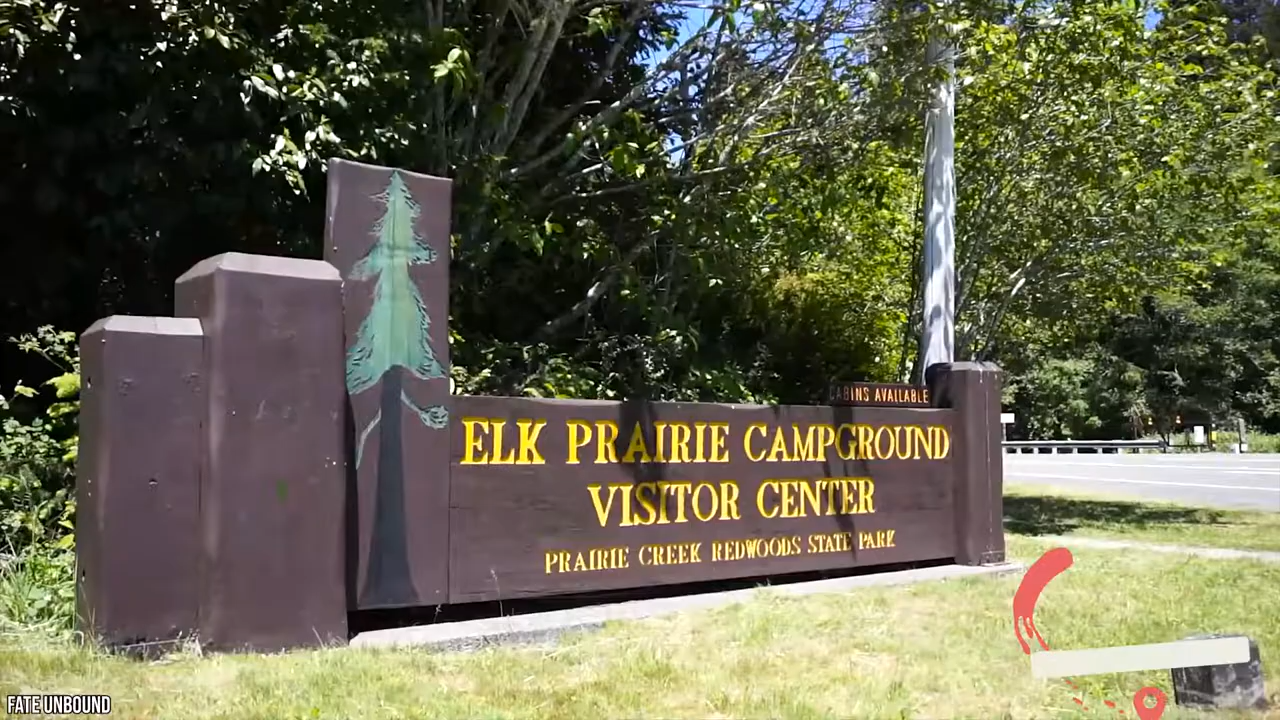 CABINS AVAILABLE
ELK PRAIRIE CAMPGROUND
VISITOR CENTER
PRAIRIE CREEK REDWOODS STATE PARK
FATE UNBOUND